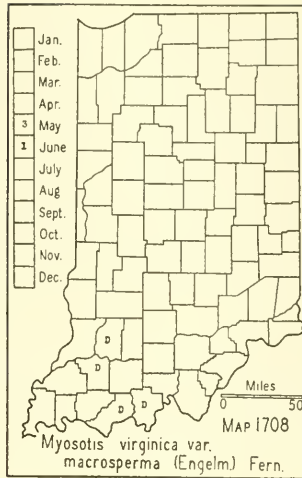 Jan.
Feb.
Mar.
Apr.
3 May
1 June
July
Aug
Sept.
Oct.
Nov.
Dec.
D
D
D D
Miles
0 50
MAP 1708
Myosotis virginica var.
macrosperma (Engelm.) Fern.